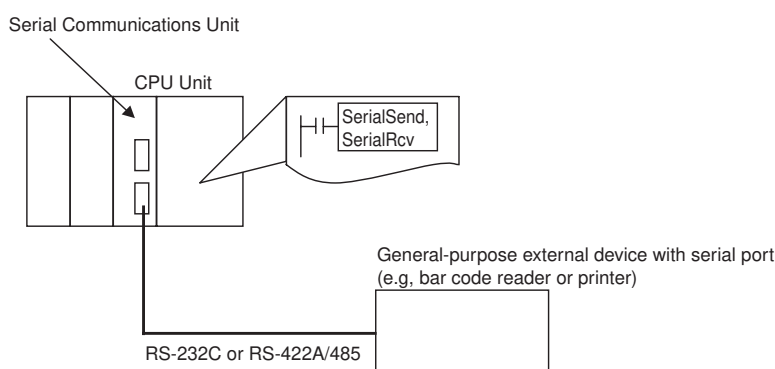 Serial Communications Unit
CPU Unit
SerialSend,
SerialRcv
General-purpose external device with serial port
(e.g, bar code reader or printer)
RS-232C or RS-422A/485